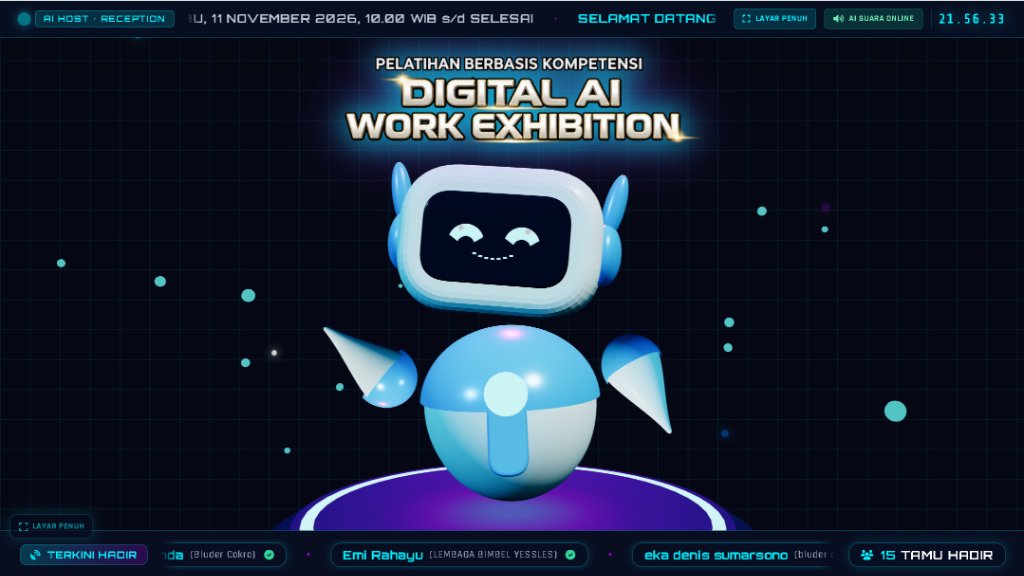 AI HOST · RECEPTION
U, 11 NOVEMBER 2026, 10.00 WIB s/d SELESAI · SELAMAT DATANG
LAYAR PENUH
AI SUARA ONLINE
21.56.33
PELATIHAN BERBASIS KOMPETENSI
DIGITAL AI
WORK EXHIBITION
LAYAR PENUH
TERKINI HADIR
nda (Bluder Cokro)
Emi Rahayu (LEMBAGA BIMBEL YESSLES)
eka denis sumarsono (bluder
15 TAMU HADIR